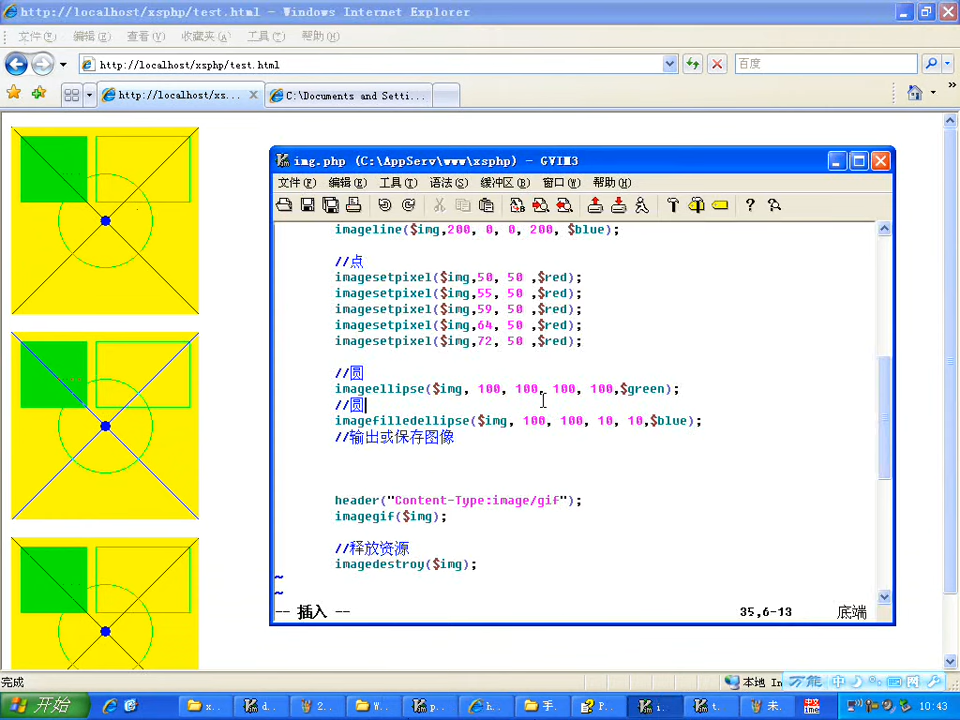 http://localhost/xsphp/test.html - Windows Internet Explorer
文件(F) 编辑(E) 查看(V) 收藏夹(A) 工具(T) 帮助(H)
http://localhost/xsphp/test.html
百度
http://localhost/xs...
C:\Documents and Setti...
img.php (C:\AppServ\www\xsphp) - GVIM3
文件(F) 编辑(E) 工具(T) 语法(S) 缓冲区(B) 窗口(W) 帮助(H)
imageline($img,200, 0, 0, 200, $blue);
//点
imagesetpixel($img,50, 50 ,$red);
imagesetpixel($img,55, 50 ,$red);
imagesetpixel($img,59, 50 ,$red);
imagesetpixel($img,64, 50 ,$red);
imagesetpixel($img,72, 50 ,$red);
//圆
imageellipse($img, 100, 100, 100, 100,$green);
//圆
imagefilledellipse($img, 100, 100, 10, 10,$blue);
//输出或保存图像
header("Content-Type:image/gif");
imagegif($img);
//释放资源
imagedestroy($img);
~
~
-- 插入 --
35,6-13
底端
完成
本地 In
万能
中
开始
x...
d...
2...
W...
p...
h...
手...
P...
i...
t...
未...
10:43